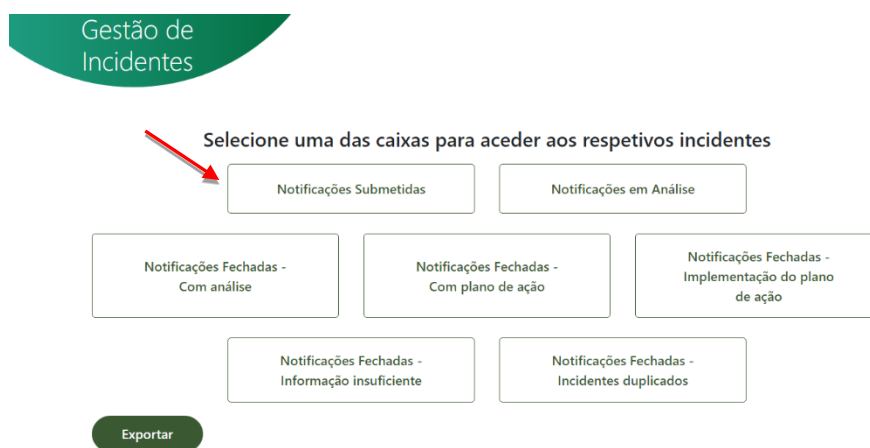 Gestão de
Incidentes
Selecione uma das caixas para aceder aos respetivos incidentes
Notificações Submetidas
Notificações em Análise
Notificações Fechadas -
Com análise
Notificações Fechadas -
Com plano de ação
Notificações Fechadas -
Implementação do plano
de ação
Notificações Fechadas -
Informação insuficiente
Notificações Fechadas -
Incidentes duplicados
Exportar